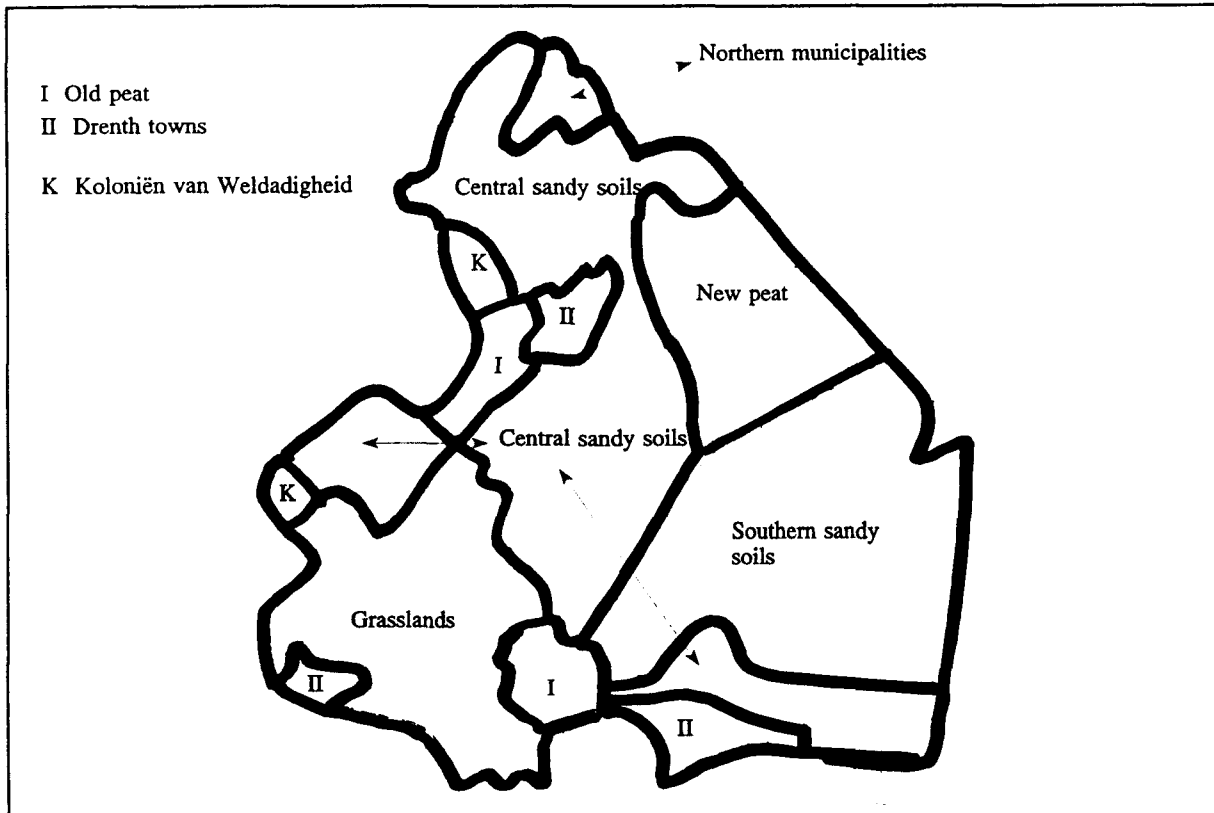 Northern municipalities
I Old peat
II Drenth towns
K Koloniën van Weldadigheid
Central sandy soils
K
New peat
II
I
Central sandy soils
K
Southern sandy
soils
Grasslands
II
I
II